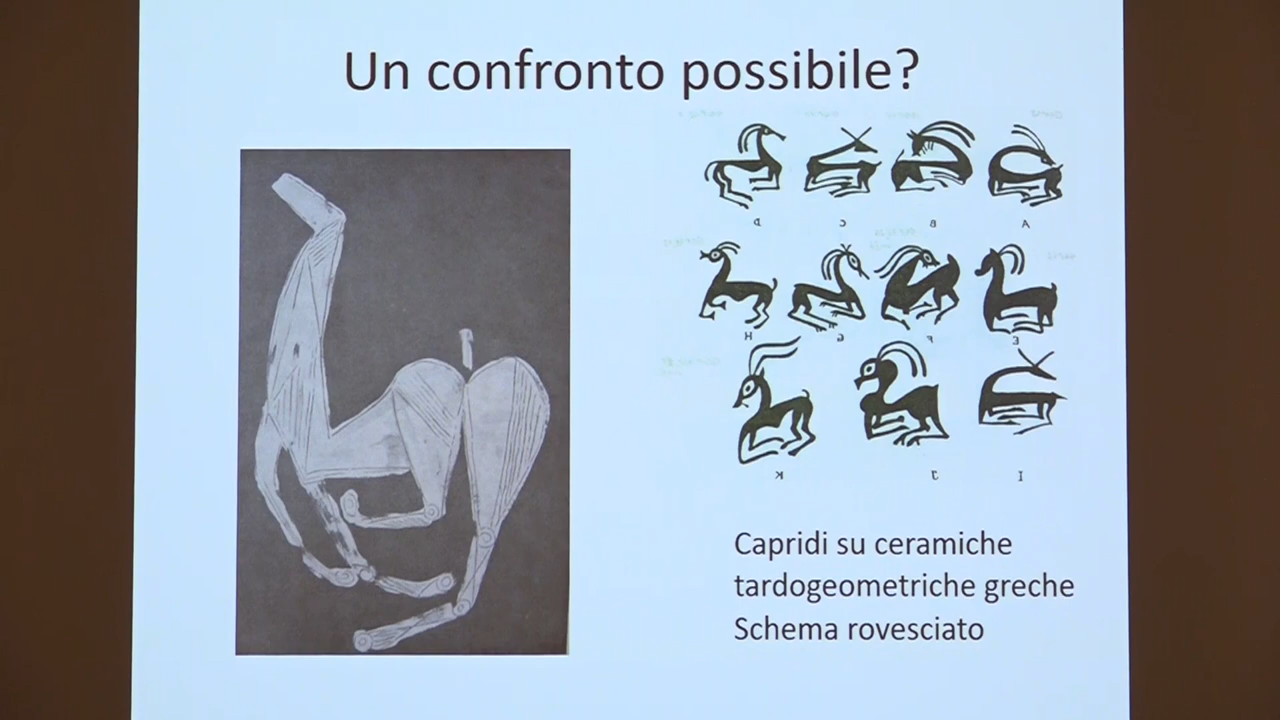 Un confronto possibile?
D C B A
H G F E
K J I
Capridi su ceramiche
tardogeometriche greche
Schema rovesciato